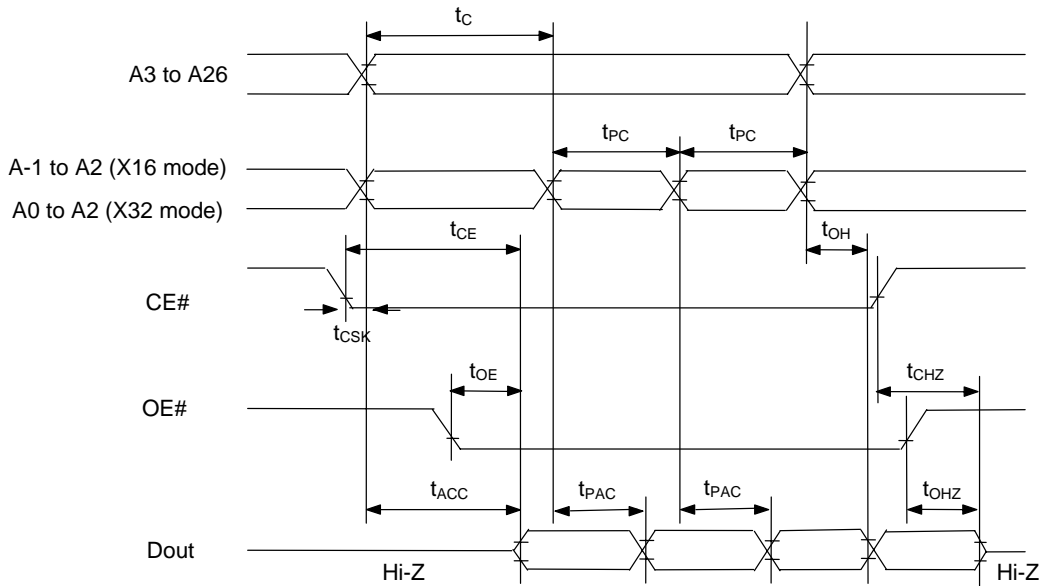 tC
A3 to A26
tPC
tPC
A-1 to A2 (X16 mode)
A0 to A2 (X32 mode)
tCE
tOH
CE#
tCSK
tOE
tCHZ
OE#
tACC
tPAC
tPAC
tOHZ
Dout
Hi-Z
Hi-Z